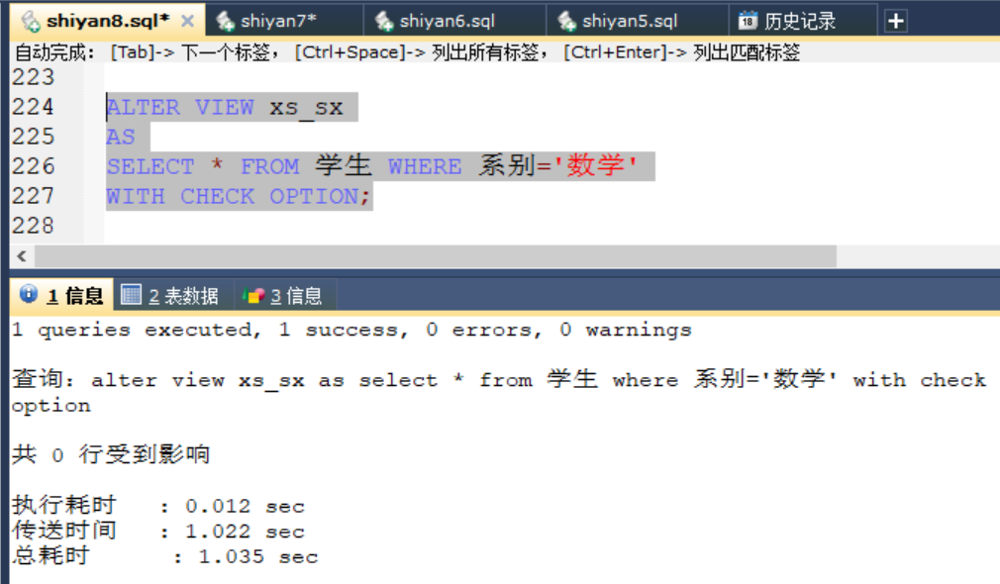 shiyan8.sql* × shiyan7* shiyan6.sql shiyan5.sql 历史记录 +
自动完成： [Tab]-> 下一个标签， [Ctrl+Space]-> 列出所有标签， [Ctrl+Enter]-> 列出匹配标签
223
224 ALTER VIEW xs_sx
225 AS
226 SELECT * FROM 学生 WHERE 系别='数学'
227 WITH CHECK OPTION;
228
1 信息 2 表数据 3 信息
1 queries executed, 1 success, 0 errors, 0 warnings
查询: alter view xs_sx as select * from 学生 where 系别='数学' with check
option
共 0 行受到影响
执行耗时 : 0.012 sec
传送时间 : 1.022 sec
总耗时 : 1.035 sec